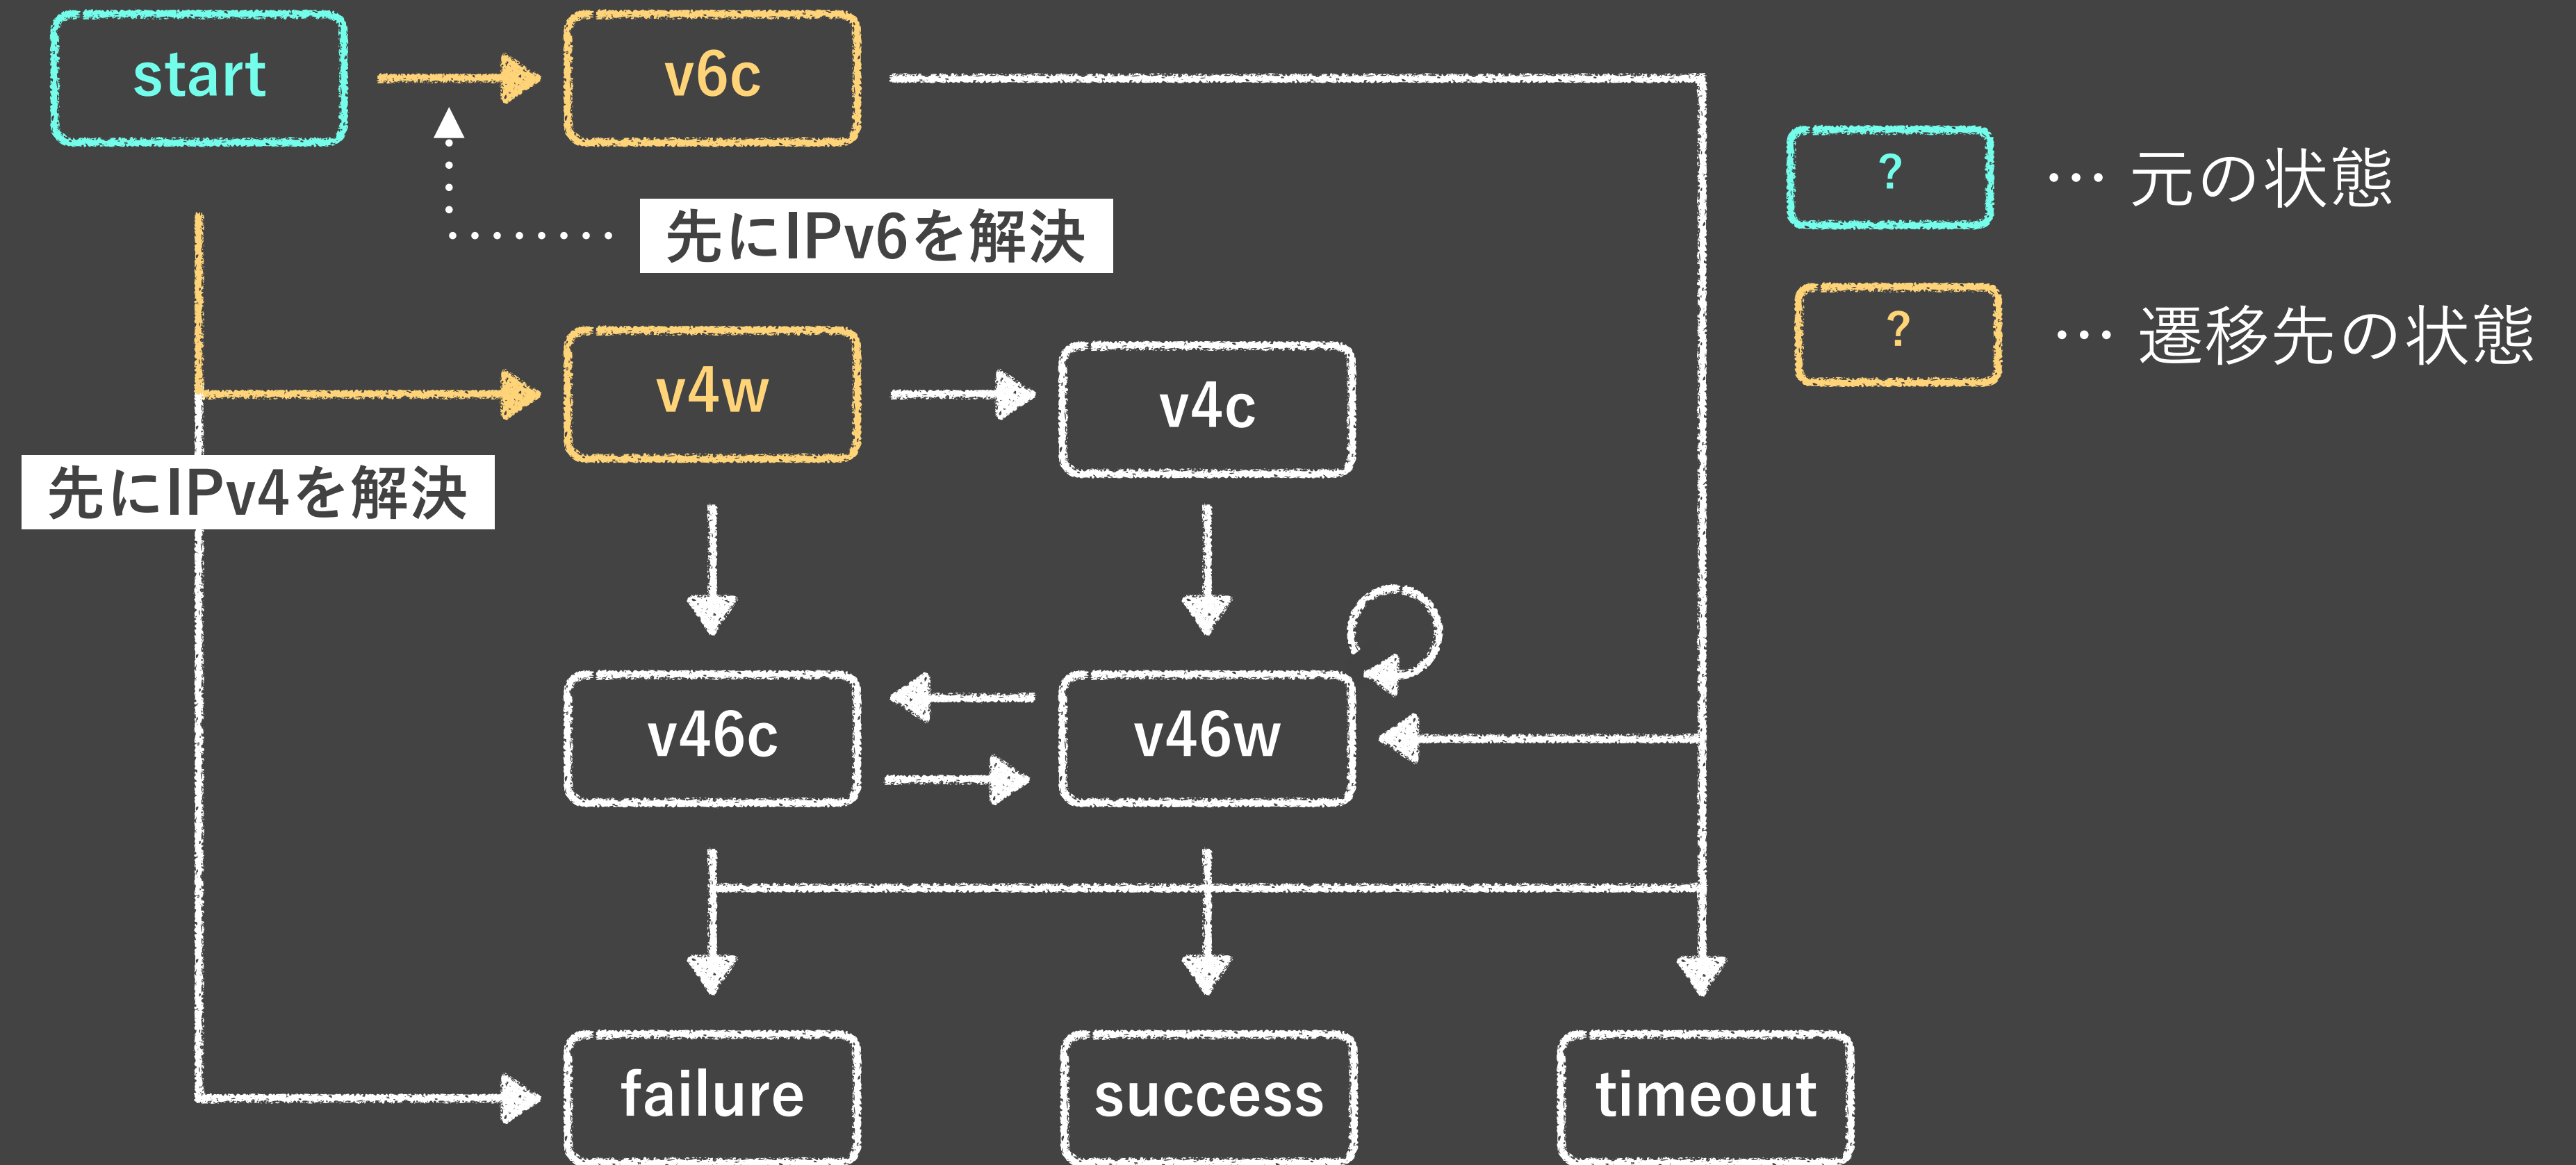 start
v6c
?
… 元の状態
先にIPv6を解決
?
… 遷移先の状態
v4w
v4c
先にIPv4を解決
v46c
v46w
failure
success
timeout